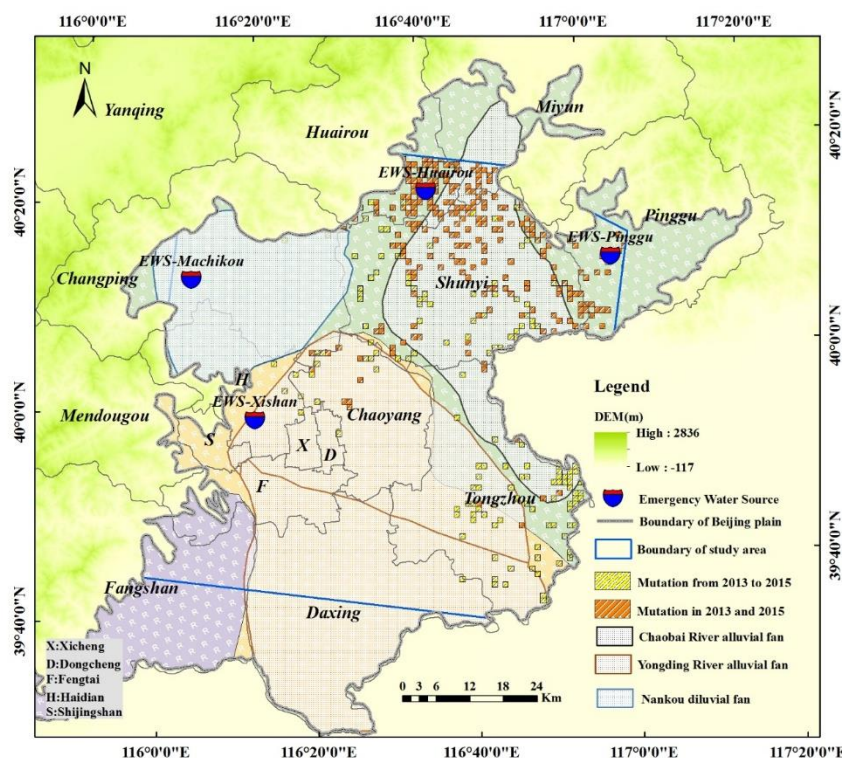 116°0'0"E 116°20'0"E 116°40'0"E 117°0'0"E 117°20'0"E
N
Yanqing
Miyun
Huairou
40°20'0"N
EWS-Huairou
40°20'0"N
Pinggu
EWS-Pinggu
EWS-Machikou
Changping
Shunyi
40°0'0"N
H
Legend
EWS-Xishan
Mendougou
Chaoyang
40°0'0"N
DEM(m)
High : 2836
Low : -117
S
X
D
F
Tongzhou
Emergency Water Source
Boundary of Beijing plain
39°40'0"N
Boundary of study area
Fangshan
Mutation from 2013 to 2015
Daxing
39°40'0"N
Mutation in 2013 and 2015
X:Xicheng
D:Dongcheng
F:Fengtai
H:Haidian
S:Shijingshan
Chaobai River alluvial fan
Yongding River alluvial fan
Nankou diluvial fan
0 3 6 12 18 24
Km
116°0'0"E 116°20'0"E 116°40'0"E 117°0'0"E 117°20'0"E